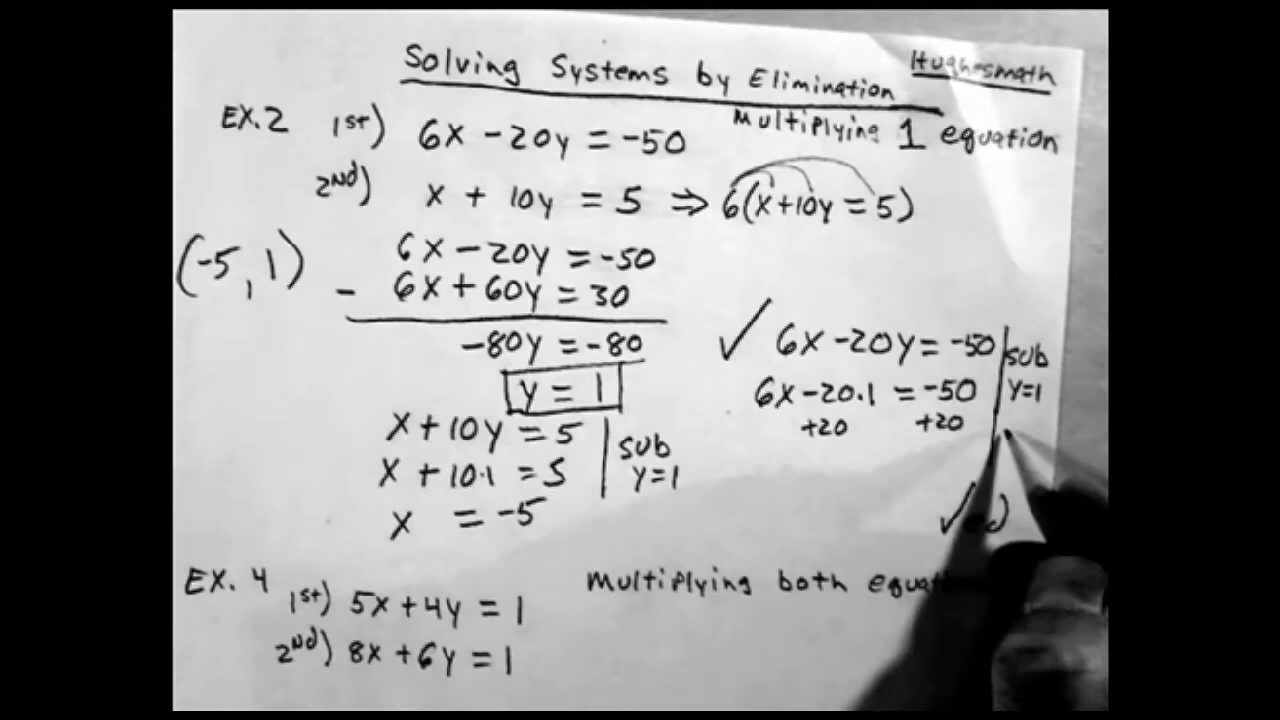 Solving Systems by Elimination
Hughesmath
Multiplying 1 equation
EX.2 1st) 6x - 20y = -50
2nd) x + 10y = 5 ⇒ 6(x+10y = 5)
(-5, 1)
6x - 20y = -50
- 6x + 60y = 30
-80y = -80
y = 1
x + 10y = 5 | sub
x + 10·1 = 5 | y = 1
x = -5
✓ 6x - 20y = -50 | sub
6x - 20·1 = -50 | y = 1
+20 +20
✓
EX. 4 multiplying both
1st) 5x + 4y = 1
2nd) 8x + 6y = 1